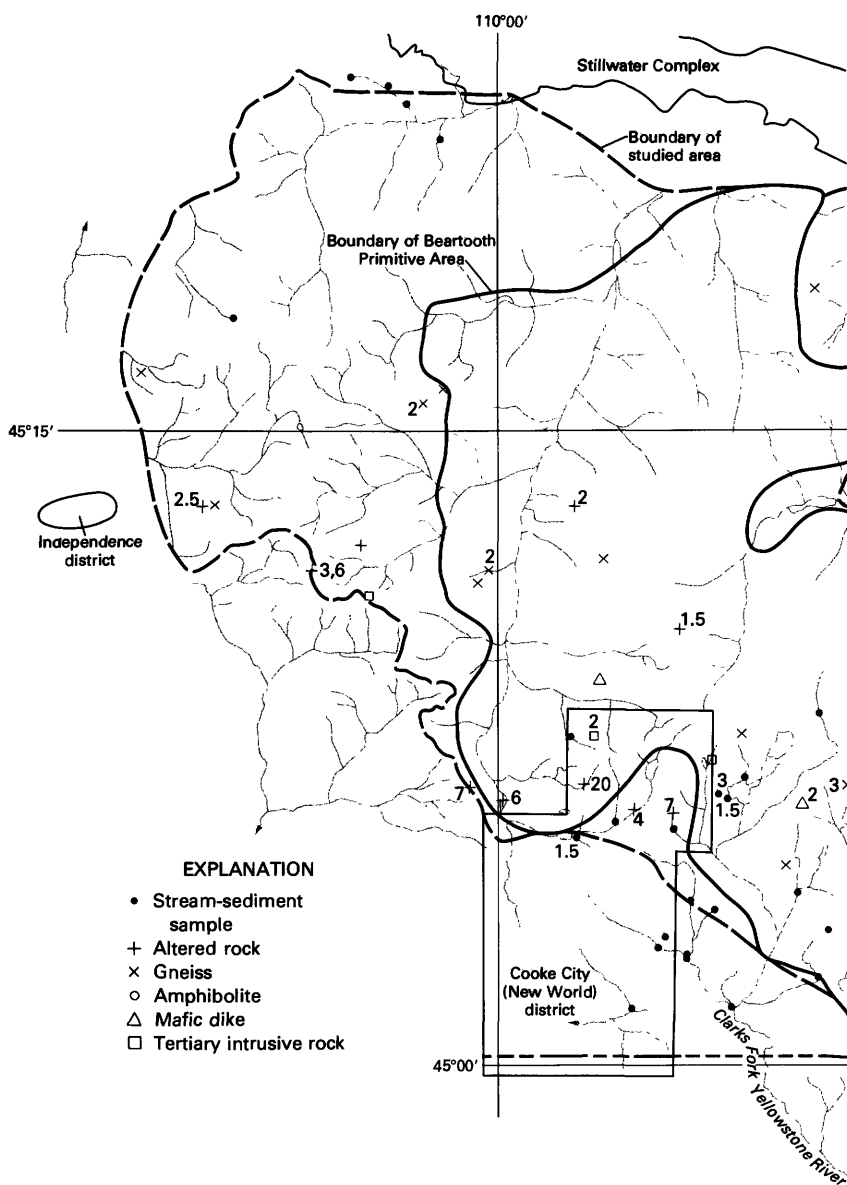 110°00′
Stillwater Complex
Boundary of
studied area
Boundary of Beartooth
Primitive Area
2
45°15′
2.5
2
Independence
district
3,6
2
1.5
2
3
20
3
2
7
6
4
7
1.5
1.5
EXPLANATION
Stream-sediment
sample
Altered rock
Gneiss
Amphibolite
Mafic dike
Tertiary intrusive rock
Cooke City
(New World)
district
45°00′
Clarks Fork Yellowstone River